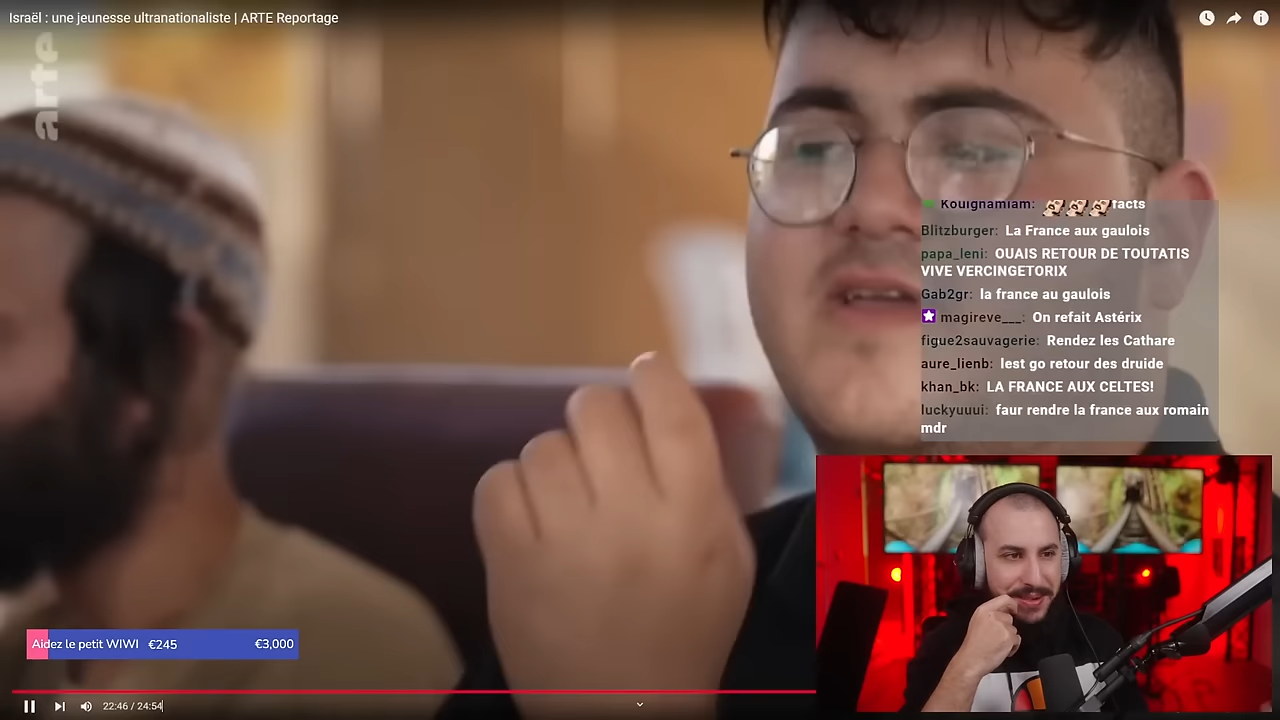 Israël : une jeunesse ultranationaliste | ARTE Reportage
arte
Kouignamiam: facts
Blitzburger: La France aux gaulois
papa_leni: OUAIS RETOUR DE TOUTATIS
VIVE VERCINGETORIX
Gab2gr: la france au gaulois
magireve___: On refait Astérix
figue2sauvagerie: Rendez les Cathare
aure_lienb: lest go retour des druide
khan_bk: LA FRANCE AUX CELTES!
luckyuuui: faur rendre la france aux romain
mdr
Aidez le petit WIWI €245 €3,000
22:46 / 24:54